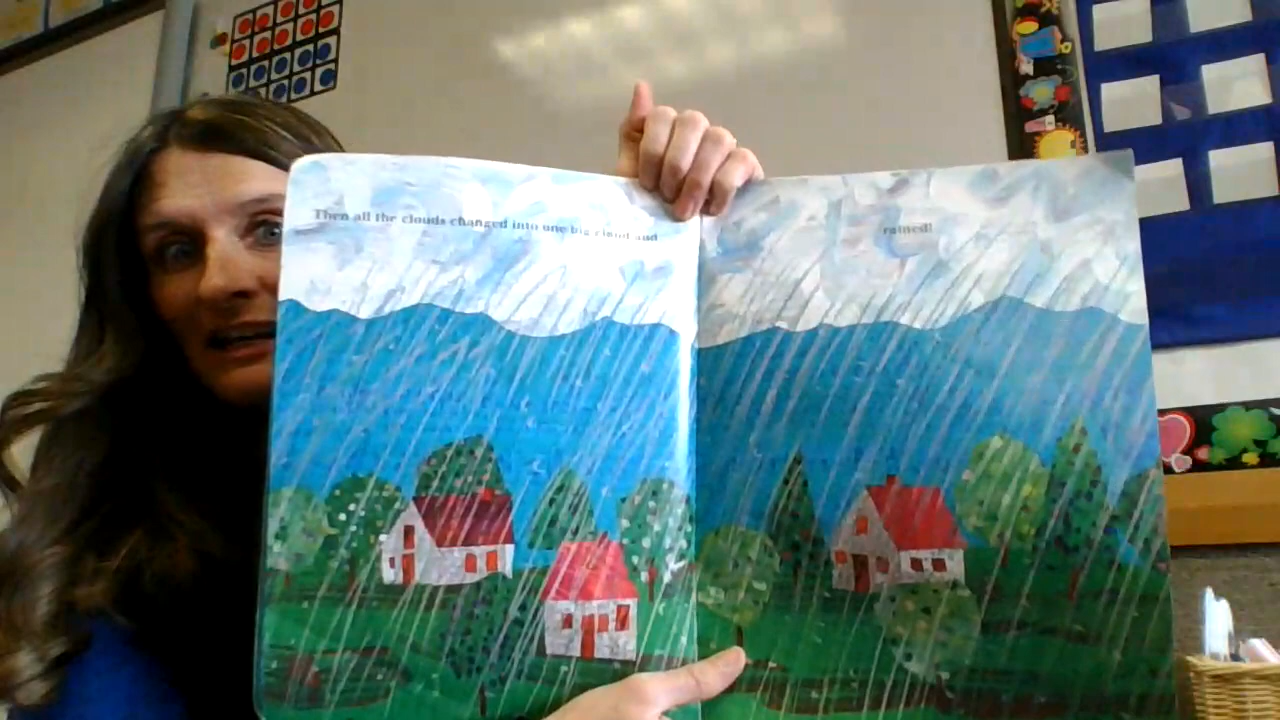 Then all the clouds changed into one big cloud and
rained!